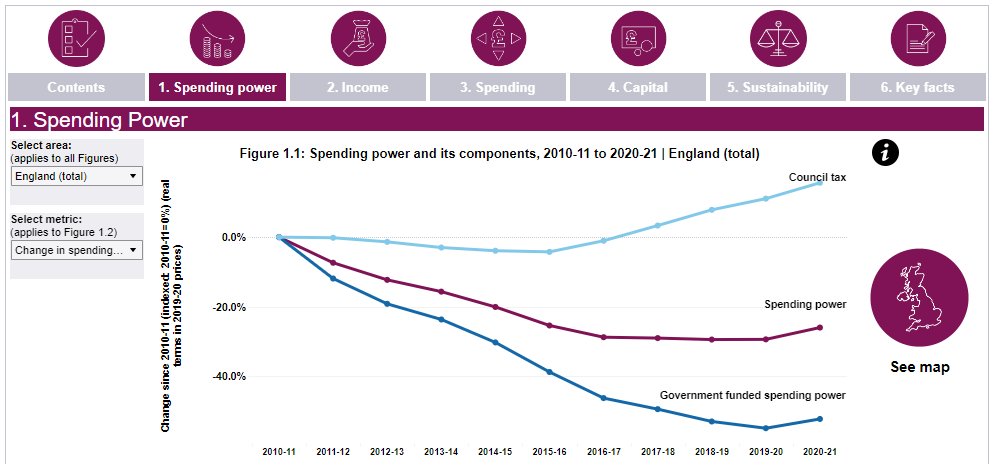 Contents
1. Spending power
2. Income
3. Spending
4. Capital
5. Sustainability
6. Key facts
1. Spending Power
Select area:
(applies to all Figures)
England (total)
Select metric:
(applies to Figure 1.2)
Change in spending...
Figure 1.1: Spending power and its components, 2010-11 to 2020-21 | England (total)
i
Change since 2010-11 (indexed: 2010-11=0%) (real
terms in 2019-20 prices)
0.0%
-20.0%
-40.0%
Council tax
Spending power
Government funded spending power
2010-11
2011-12
2012-13
2013-14
2014-15
2015-16
2016-17
2017-18
2018-19
2019-20
2020-21
See map